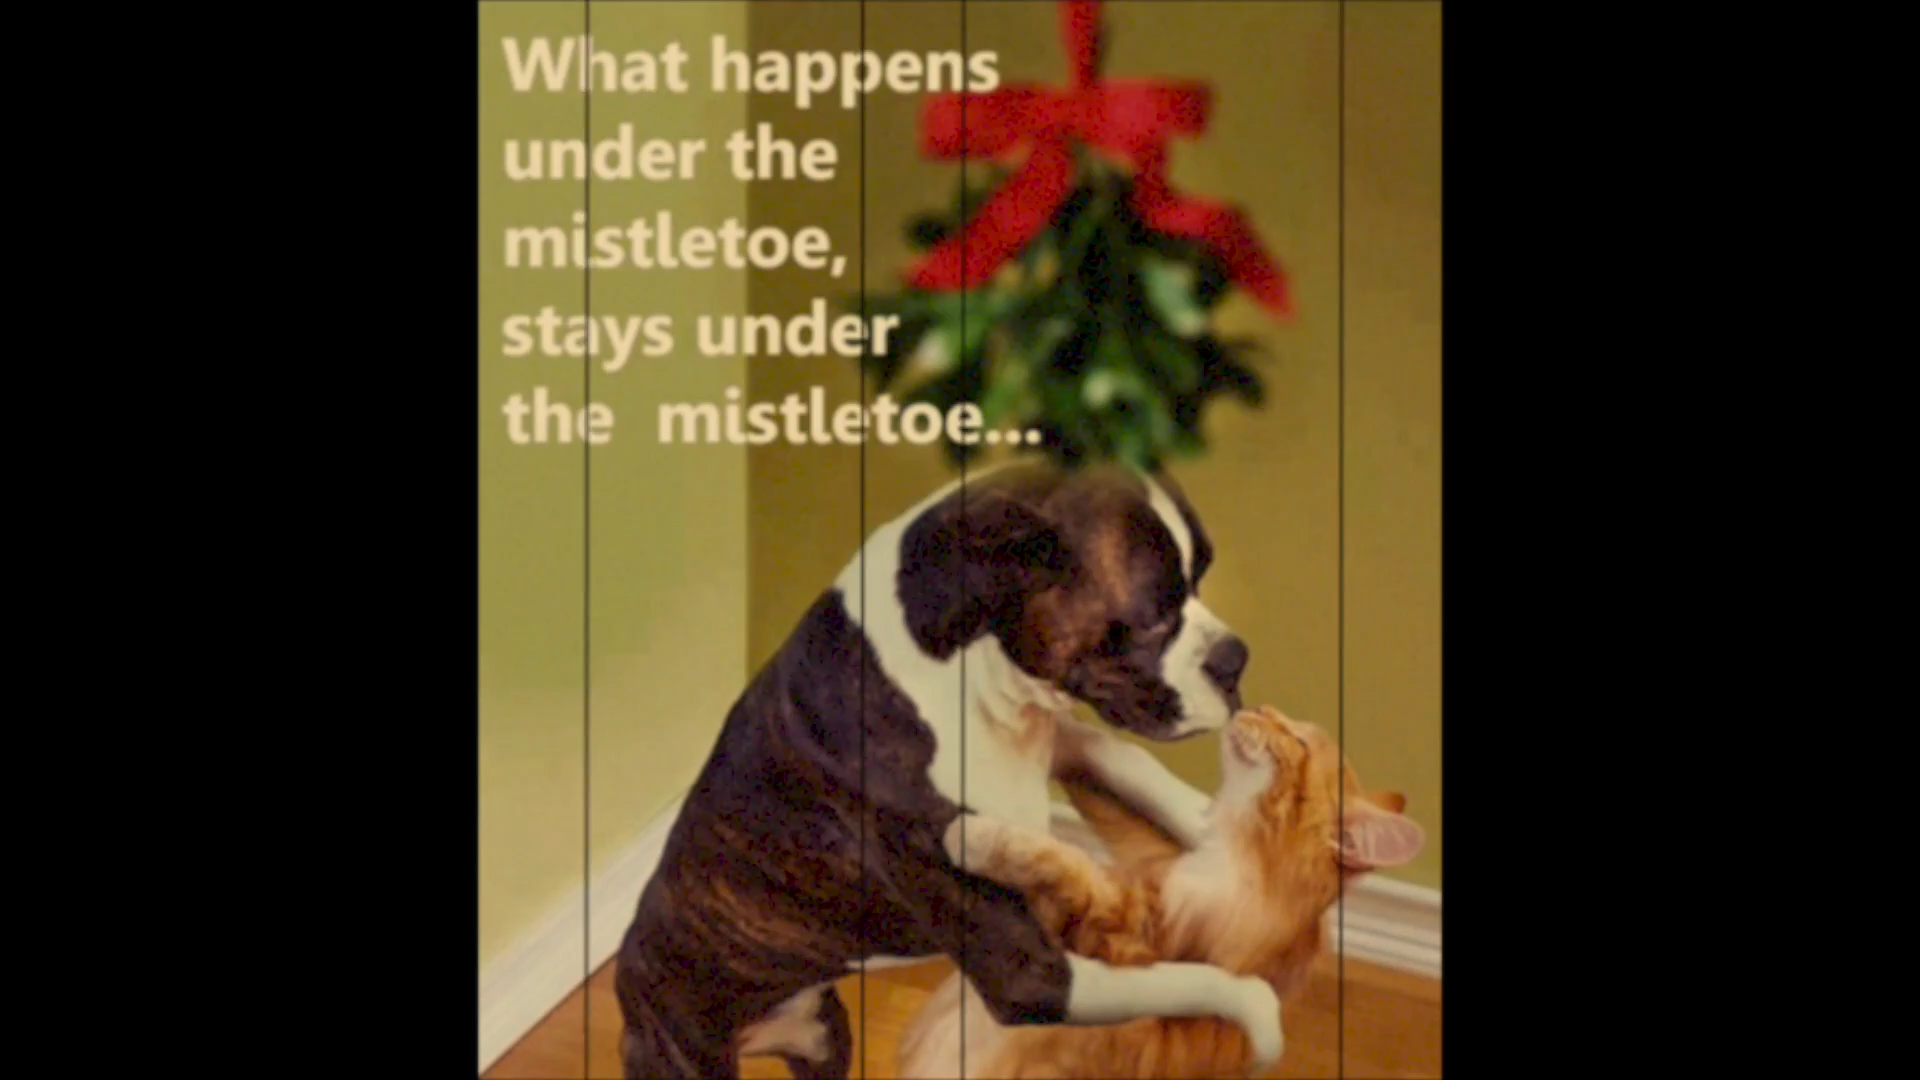 What happens
under the
mistletoe,
stays under
the mistletoe...